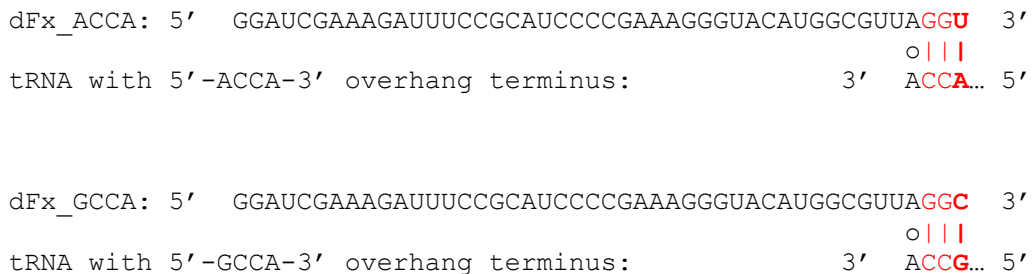 dFx_ACCA: 5′ GGAUCGAAAGAUUUCCGCAUCCCCGAAAGGGUACAUGGCGUUAGGU 3′
o|||
tRNA with 5′-ACCA-3′ overhang terminus: 3′ ACCA… 5′
dFx_GCCA: 5′ GGAUCGAAAGAUUUCCGCAUCCCCGAAAGGGUACAUGGCGUUAGGC 3′
o|||
tRNA with 5′-GCCA-3′ overhang terminus: 3′ ACCG… 5′